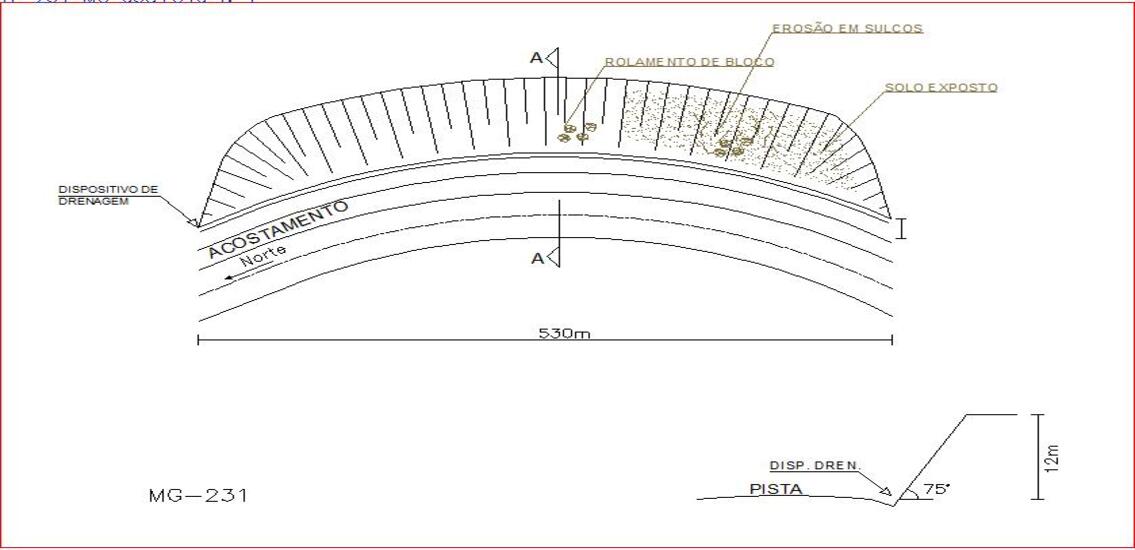 EROSÃO EM SULCOS
A
ROLAMENTO DE BLOCO
SOLO EXPOSTO
DISPOSITIVO DE
DRENAGEM
ACOSTAMENTO
Norte
A
530m
DISP. DREN.
12m
PISTA
75°
MG-231